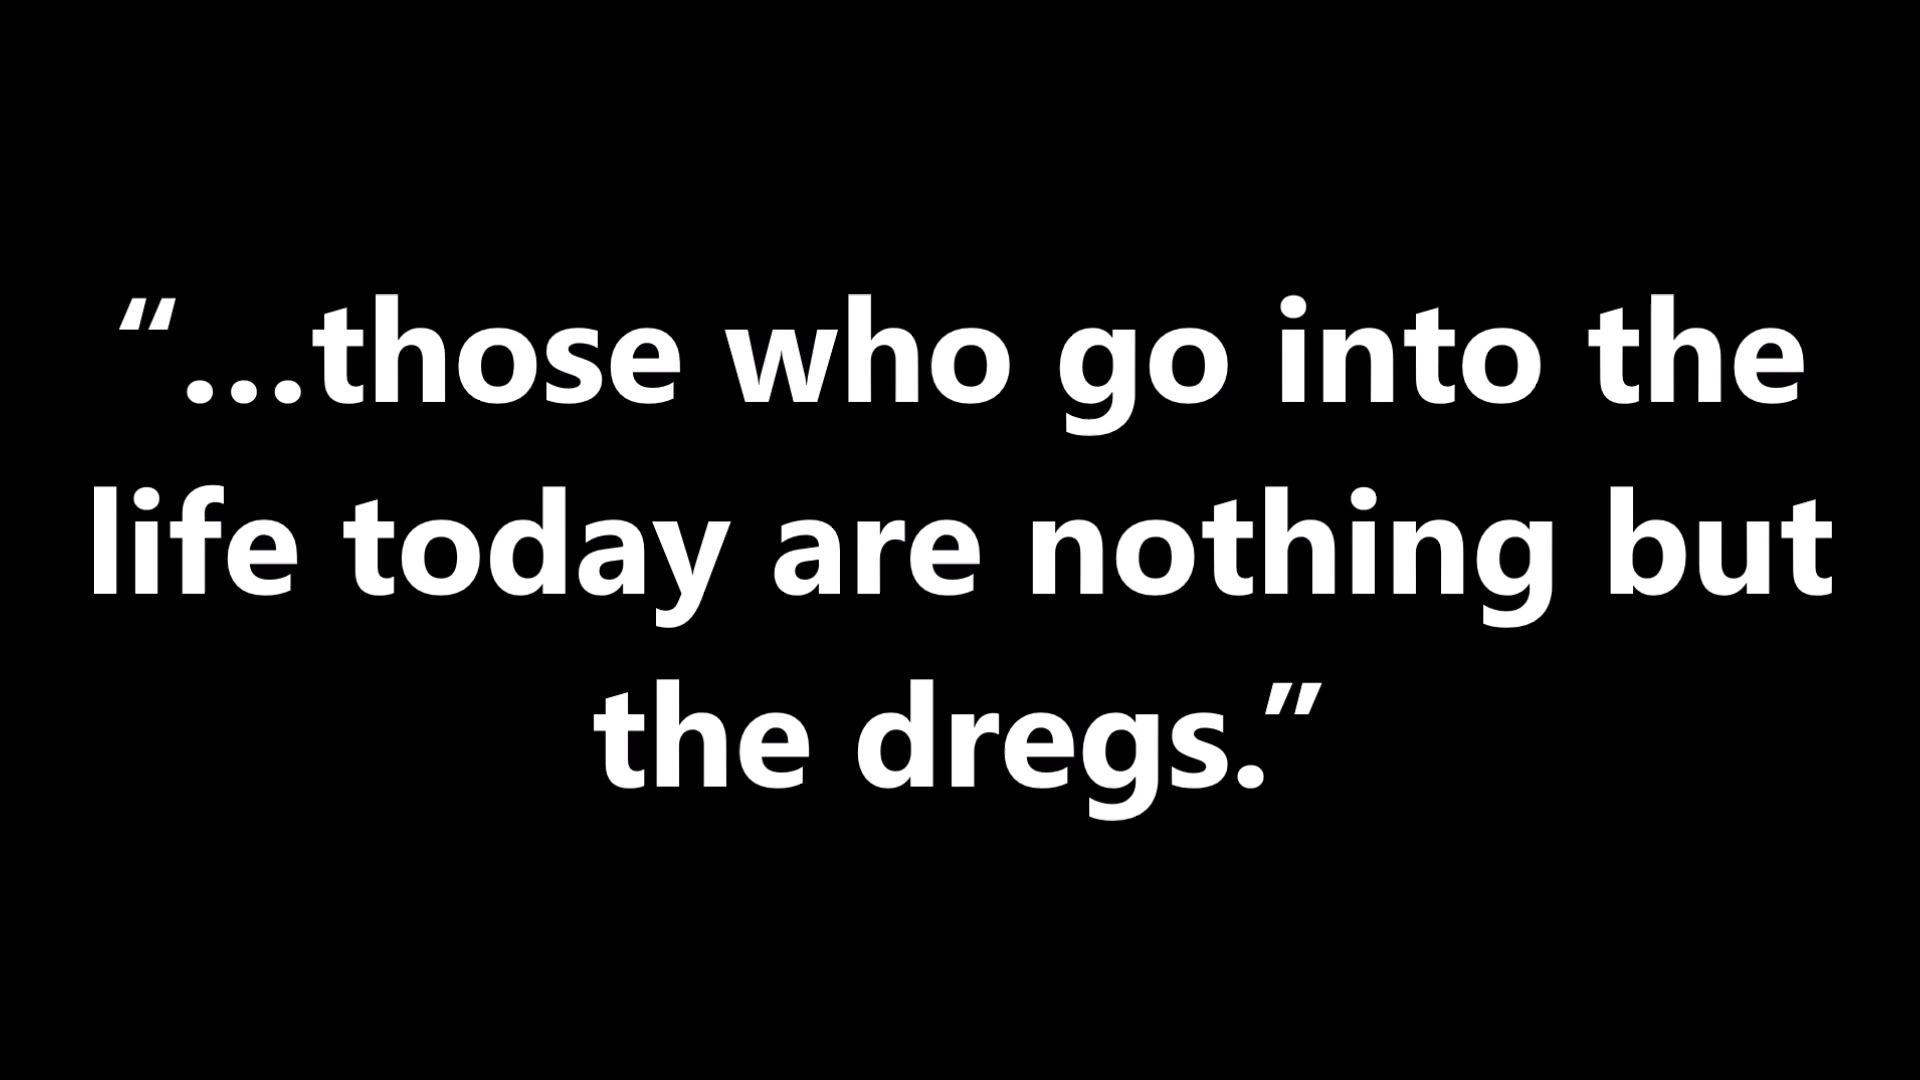 “...those who go into the
life today are nothing but
the dregs.”